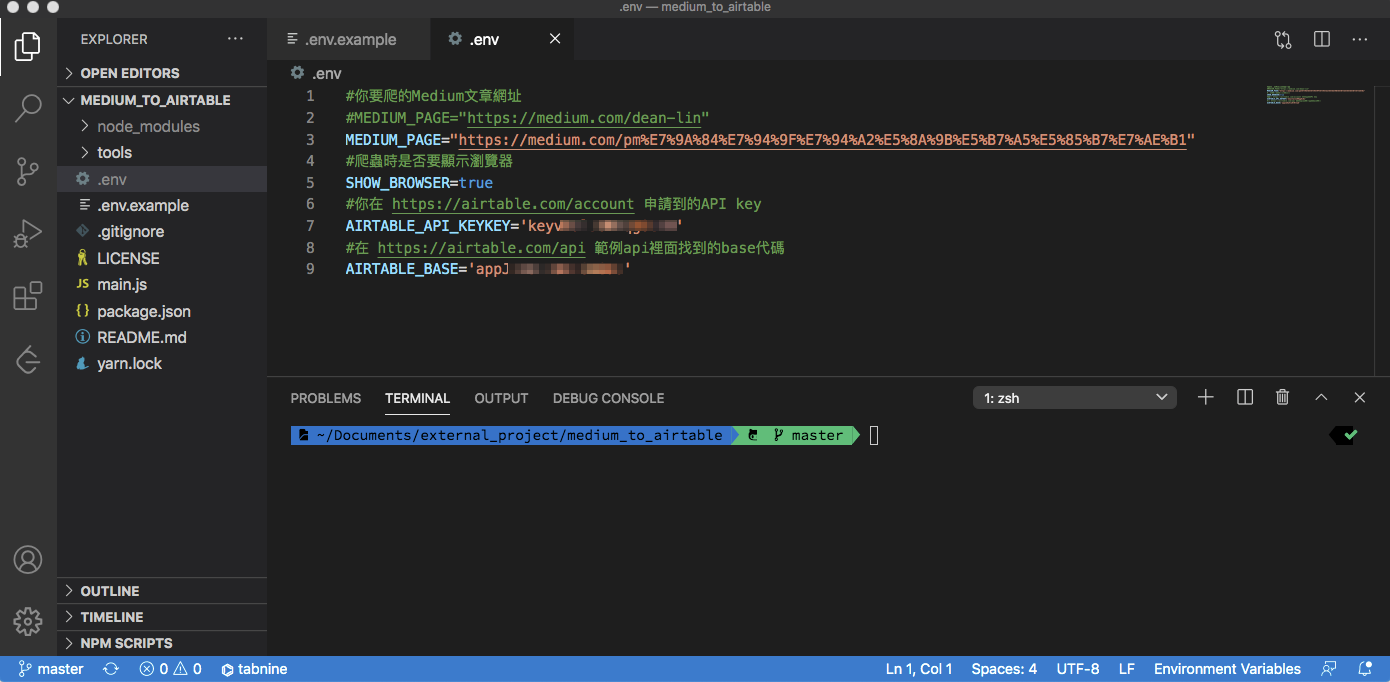 .env — medium_to_airtable
EXPLORER
OPEN EDITORS
MEDIUM_TO_AIRTABLE
node_modules
tools
.env
.env.example
.gitignore
LICENSE
JS main.js
{} package.json
README.md
yarn.lock
OUTLINE
TIMELINE
NPM SCRIPTS
.env.example
.env
.env
1 #你要爬的Medium文章網址
2 #MEDIUM_PAGE="https://medium.com/dean-lin"
3 MEDIUM_PAGE="https://medium.com/pm%E7%9A%84%E7%94%9F%E7%94%A2%E5%8A%9B%E5%B7%A5%E5%85%B7%E7%AE%B1"
4 #爬蟲時是否要顯示瀏覽器
5 SHOW_BROWSER=true
6 #你在 https://airtable.com/account 申請到的API key
7 AIRTABLE_API_KEYKEY='keyv'
8 #在 https://airtable.com/api 範例api裡面找到的base代碼
9 AIRTABLE_BASE='appJ'
PROBLEMS TERMINAL OUTPUT DEBUG CONSOLE 1: zsh
~/Documents/external_project/medium_to_airtable master
master 0 0 tabnine Ln 1, Col 1 Spaces: 4 UTF-8 LF Environment Variables